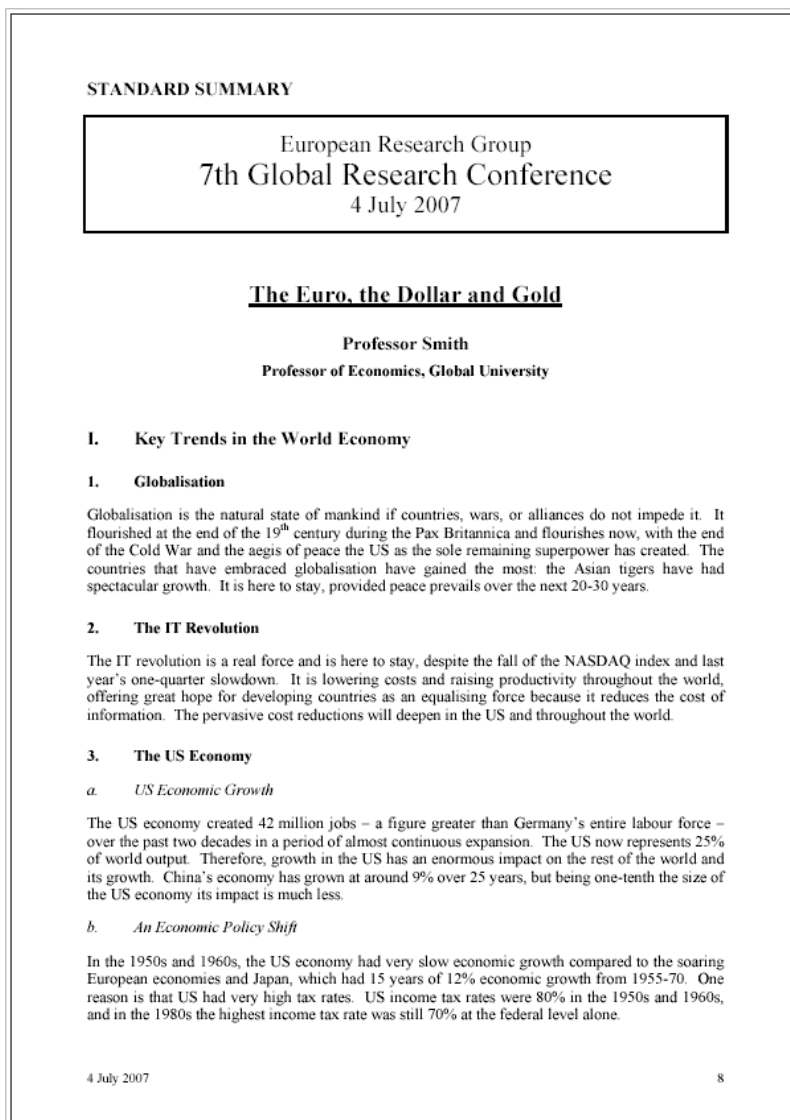 STANDARD SUMMARY
European Research Group
7th Global Research Conference
4 July 2007
The Euro, the Dollar and Gold
Professor Smith
Professor of Economics, Global University
I. Key Trends in the World Economy
1. Globalisation
Globalisation is the natural state of mankind if countries, wars, or alliances do not impede it. It
flourished at the end of the 19th century during the Pax Britannica and flourishes now, with the end
of the Cold War and the aegis of peace the US as the sole remaining superpower has created. The
countries that have embraced globalisation have gained the most: the Asian tigers have had
spectacular growth. It is here to stay, provided peace prevails over the next 20-30 years.
2. The IT Revolution
The IT revolution is a real force and is here to stay, despite the fall of the NASDAQ index and last
year's one-quarter slowdown. It is lowering costs and raising productivity throughout the world,
offering great hope for developing countries as an equalising force because it reduces the cost of
information. The pervasive cost reductions will deepen in the US and throughout the world.
3. The US Economy
a. US Economic Growth
The US economy created 42 million jobs – a figure greater than Germany's entire labour force –
over the past two decades in a period of almost continuous expansion. The US now represents 25%
of world output. Therefore, growth in the US has an enormous impact on the rest of the world and
its growth. China's economy has grown at around 9% over 25 years, but being one-tenth the size of
the US economy its impact is much less.
b. An Economic Policy Shift
In the 1950s and 1960s, the US economy had very slow economic growth compared to the soaring
European economies and Japan, which had 15 years of 12% economic growth from 1955-70. One
reason is that US had very high tax rates. US income tax rates were 80% in the 1950s and 1960s,
and in the 1980s the highest income tax rate was still 70% at the federal level alone.
4 July 2007 8